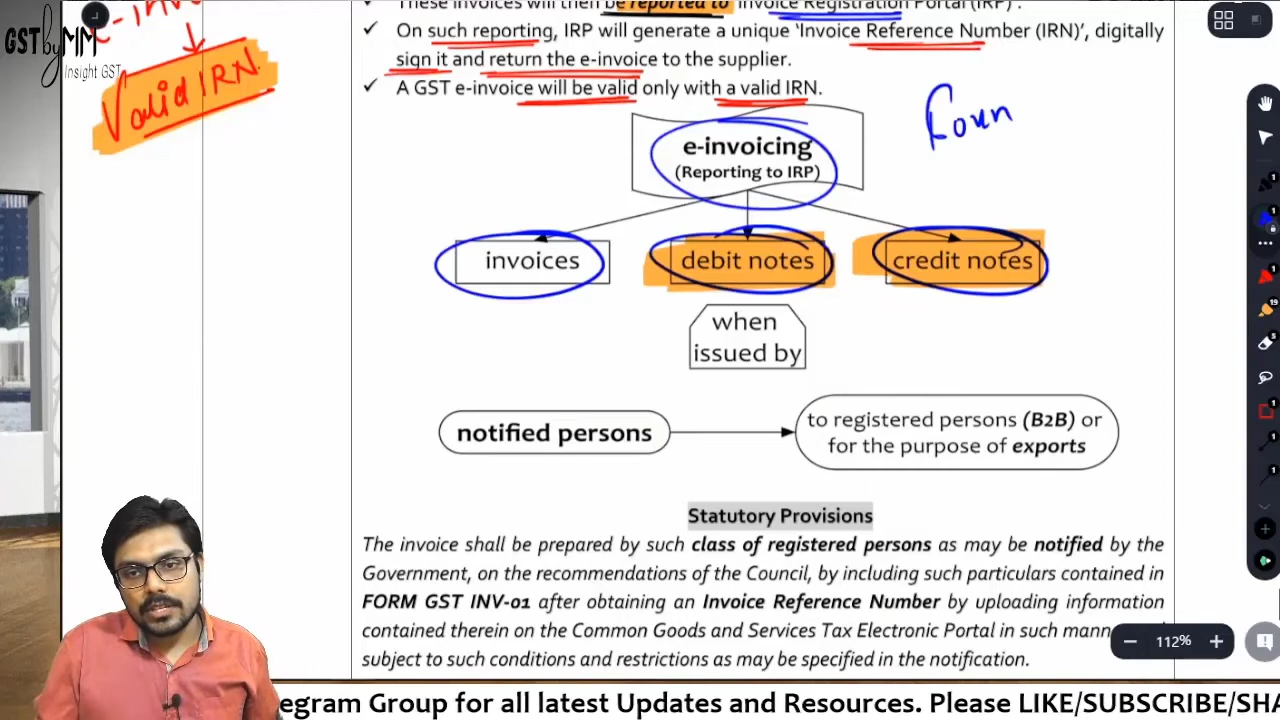 GSTbyMM
Insight GST
Valid IRN
These invoices will then be reported to Invoice Registration Portal (IRP).
✓ On such reporting, IRP will generate a unique ‘Invoice Reference Number (IRN)’, digitally
sign it and return the e-invoice to the supplier.
✓ A GST e-invoice will be valid only with a valid IRN.
e-invoicing
(Reporting to IRP)
invoices debit notes credit notes
when
issued by
notified persons
to registered persons (B2B) or
for the purpose of exports
Statutory Provisions
The invoice shall be prepared by such class of registered persons as may be notified by the
Government, on the recommendations of the Council, by including such particulars contained in
FORM GST INV-01 after obtaining an Invoice Reference Number by uploading information
contained therein on the Common Goods and Services Tax Electronic Portal in such mann
subject to such conditions and restrictions as may be specified in the notification.
112%
egram Group for all latest Updates and Resources. Please LIKE/SUBSCRIBE/SHA